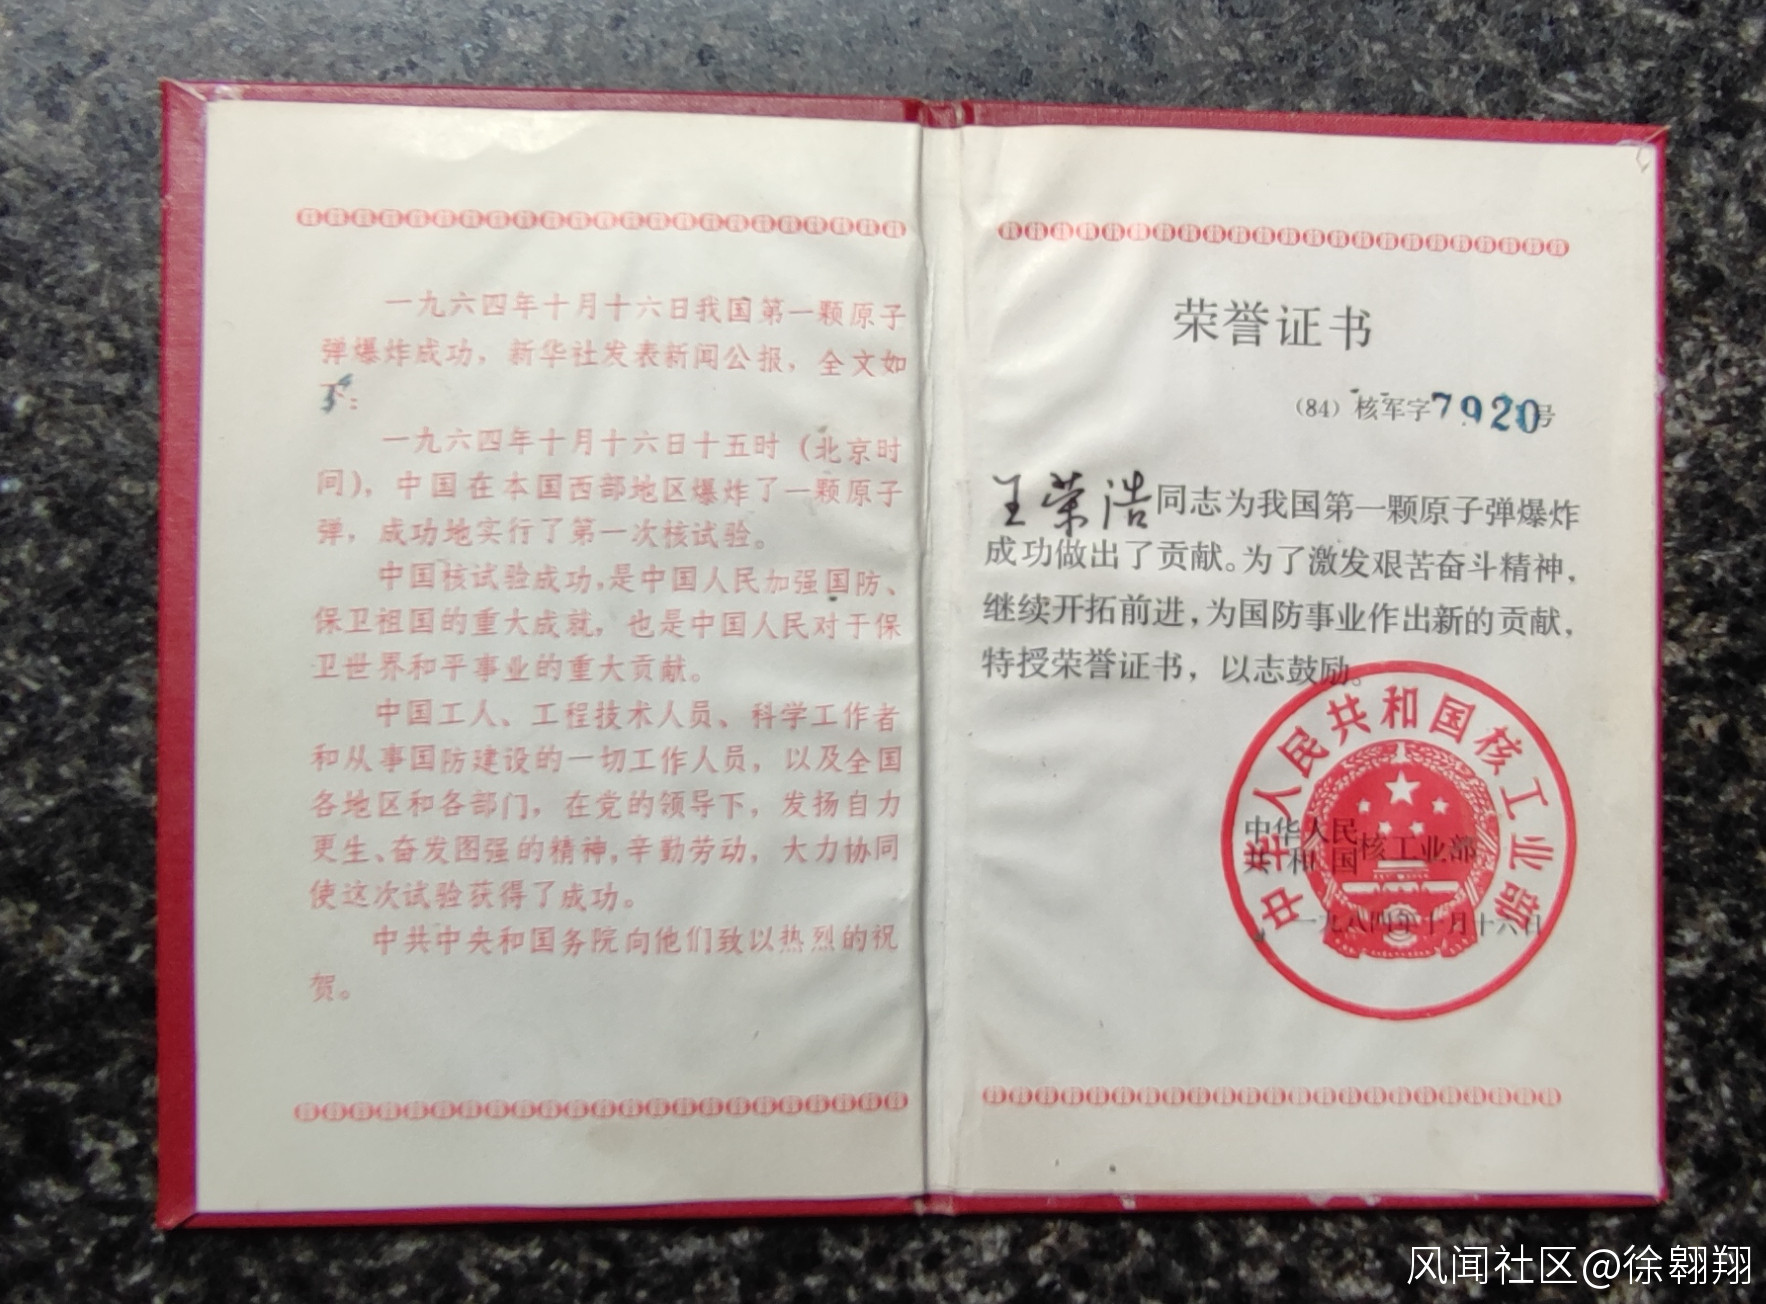 一九六四年十月十六日我国第一颗原子
弹爆炸成功，新华社发表新闻公报，全文如
下：
一九六四年十月十六日十五时（北京时
间），中国在本国西部地区爆炸了一颗原子
弹，成功地实行了第一次核试验。
中国核试验成功，是中国人民加强国防、
保卫祖国的重大成就，也是中国人民对于保
卫世界和平事业的重大贡献。
中国工人、工程技术人员、科学工作者
和从事国防建设的一切工作人员，以及全国
各地区和各部门，在党的领导下，发扬自力
更生、奋发图强的精神，辛勤劳动，大力协同
使这次试验获得了成功。
中共中央和国务院向他们致以热烈的祝
贺。
荣誉证书
（84）核军字7920号
王荣浩同志为我国第一颗原子弹爆炸
成功做出了贡献。为了激发艰苦奋斗精神，
继续开拓前进，为国防事业作出新的贡献，
特授荣誉证书，以志鼓励。
中华人民共和国核工业部
中华人民
共和国核工业部
一九八四年十月十六日
风闻社区@徐翱翔